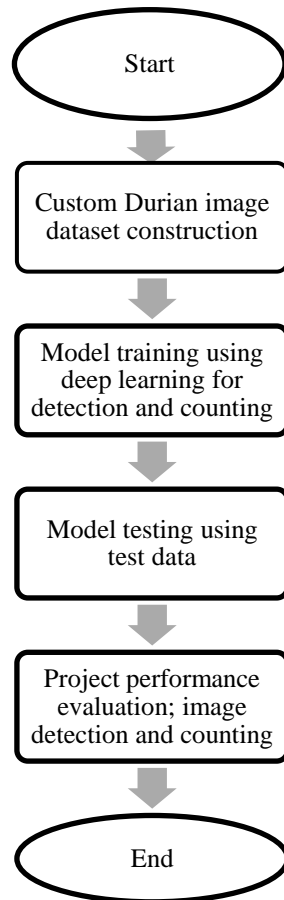 Start
Custom Durian image
dataset construction
Model training using
deep learning for
detection and counting
Model testing using
test data
Project performance
evaluation; image
detection and counting
End